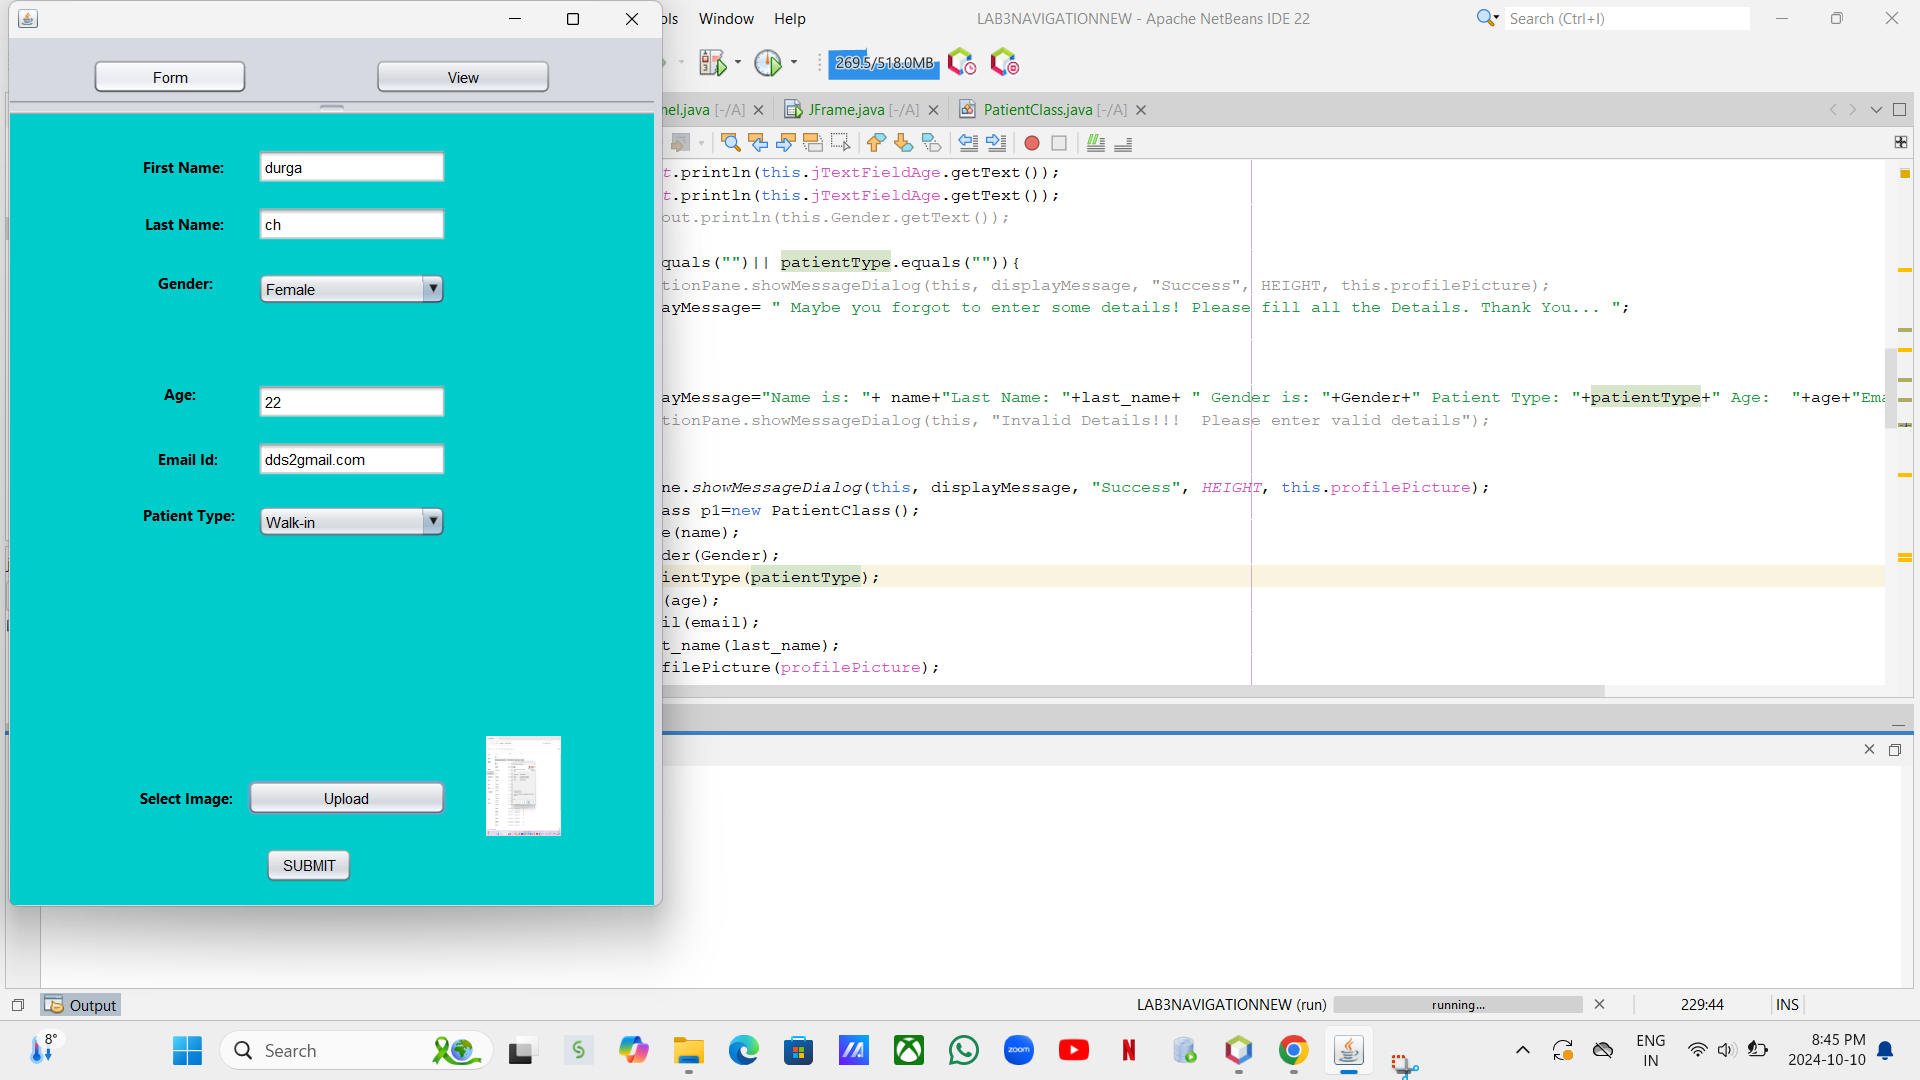 ols Window Help LAB3NAVIGATIONNEW - Apache NetBeans IDE 22 Search (Ctrl+I)
Form View
269.5/518.0MB
nel.java [-/A] JFrame.java [-/A] PatientClass.java [-/A]
First Name: durga
Last Name: ch
Gender: Female
Age: 22
Email Id: dds2gmail.com
Patient Type: Walk-in
Select Image: Upload
SUBMIT
t.println(this.jTextFieldAge.getText());
t.println(this.jTextFieldAge.getText());
out.println(this.Gender.getText());
quals("")|| patientType.equals("")){
tionPane.showMessageDialog(this, displayMessage, "Success", HEIGHT, this.profilePicture);
ayMessage= " Maybe you forgot to enter some details! Please fill all the Details. Thank You... ";
ayMessage="Name is: "+ name+"Last Name: "+last_name+ " Gender is: "+Gender+" Patient Type: "+patientType+" Age:  "+age+"Ema
tionPane.showMessageDialog(this, "Invalid Details!!!  Please enter valid details");
ne.showMessageDialog(this, displayMessage, "Success", HEIGHT, this.profilePicture);
ass p1=new PatientClass();
e(name);
der(Gender);
ientType(patientType);
(age);
il(email);
t_name(last_name);
filePicture(profilePicture);
Output LAB3NAVIGATIONNEW (run) running... 229:44 INS
8° Search zoom ENG IN 8:45 PM 2024-10-10